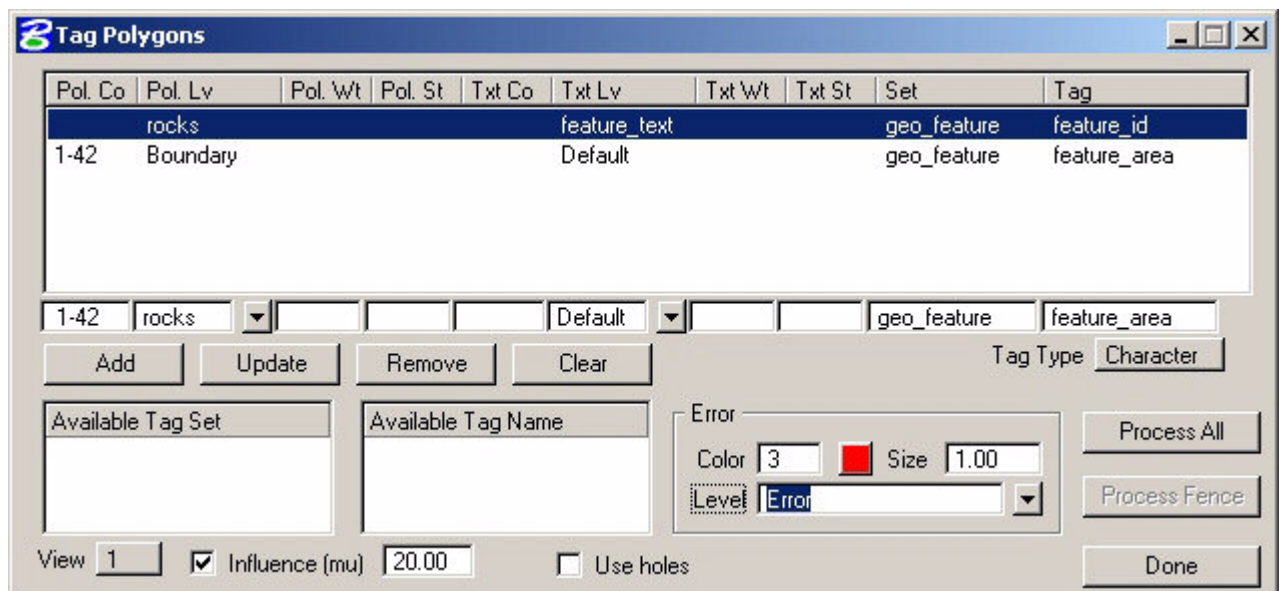 Tag Polygons
Pol. Co Pol. Lv Pol. Wt Pol. St Txt Co Txt Lv Txt Wt Txt St Set Tag
rocks feature_text geo_feature feature_id
1-42 Boundary Default geo_feature feature_area
1-42 rocks Default geo_feature feature_area
Add Update Remove Clear Tag Type Character
Available Tag Set Available Tag Name Error Process All
Color 3 Size 1.00
Level Error Process Fence
View 1 Influence (mu) 20.00 Use holes Done